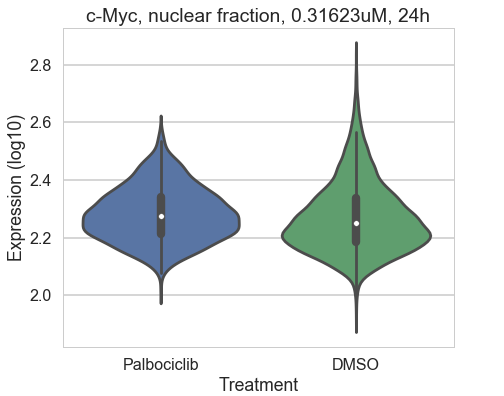 c-Myc, nuclear fraction, 0.31623uM, 24h
Expression (log10)
2.8
2.6
2.4
2.2
2.0
Palbociclib
DMSO
Treatment